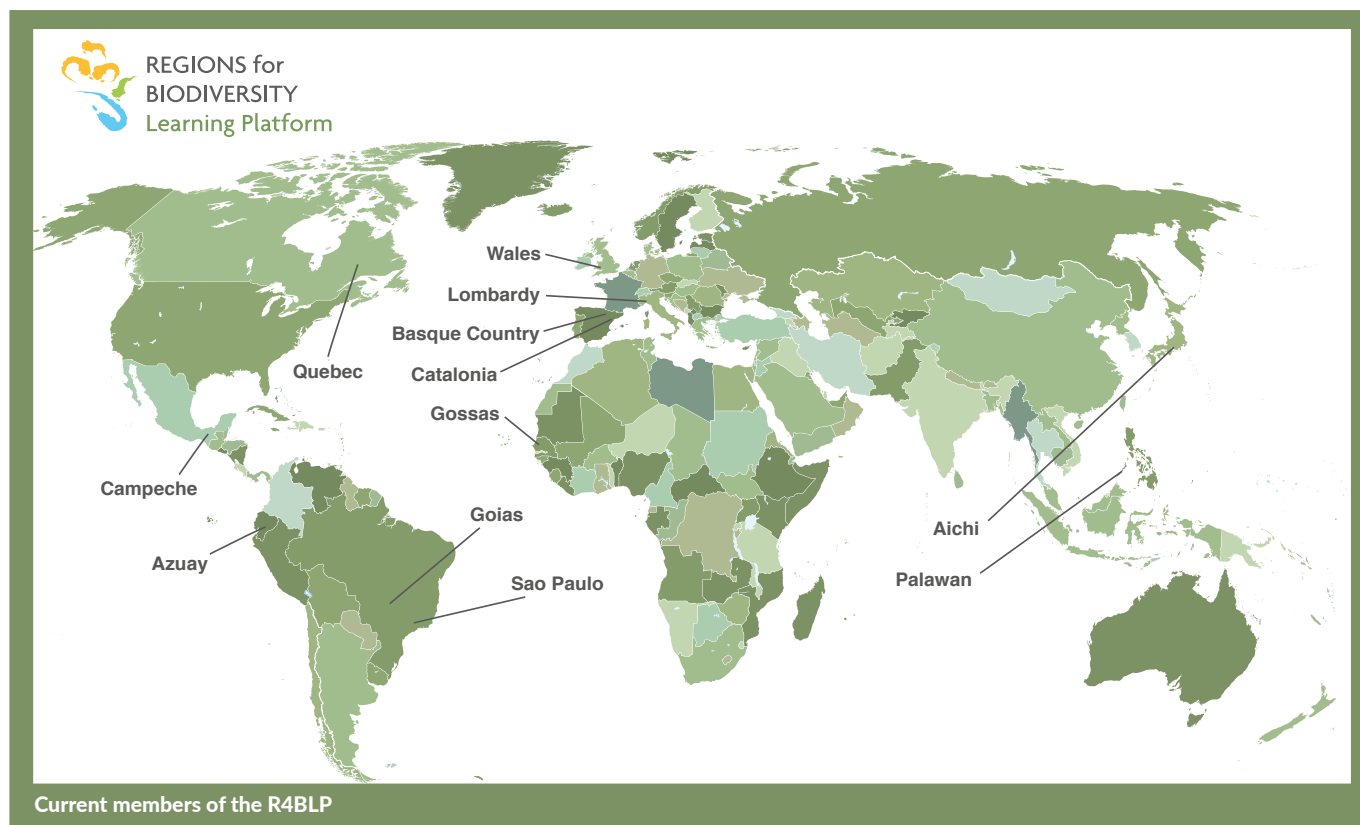 REGIONS for
BIODIVERSITY
Learning Platform
Wales
Lombardy
Basque Country
Quebec
Catalonia
Gossas
Campeche
Goias
Aichi
Azuay
Sao Paulo
Palawan
Current members of the R4BLP